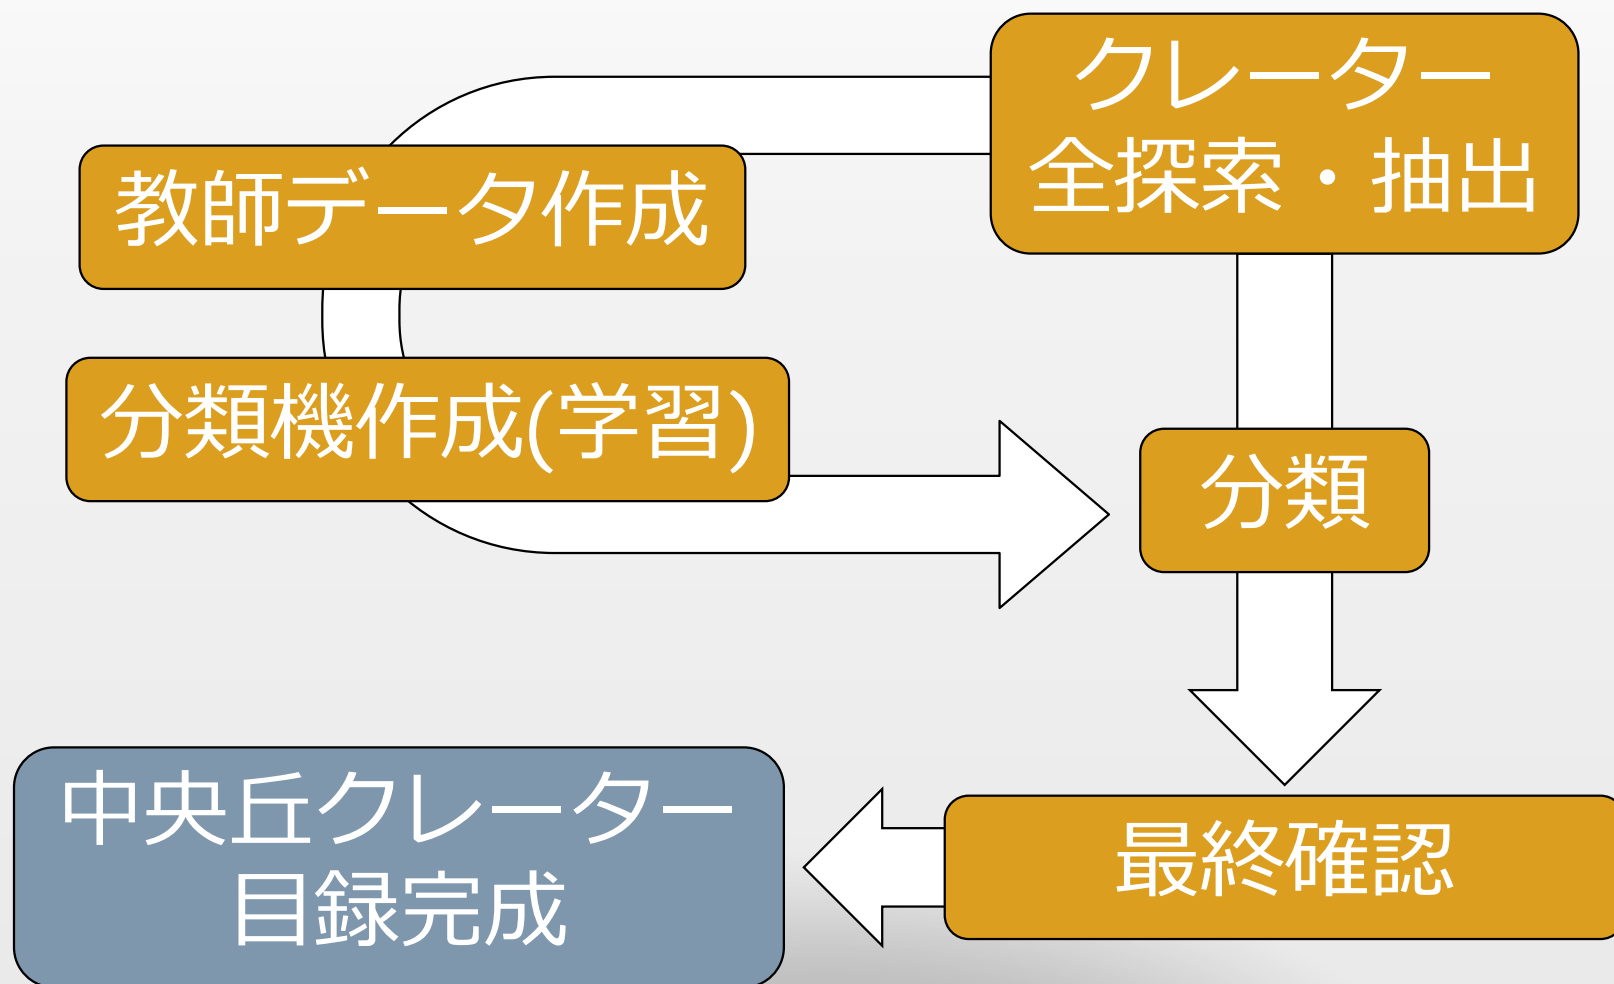 クレーター
全探索・抽出
教師データ作成
分類機作成(学習)
分類
最終確認
中央丘クレーター
目録完成